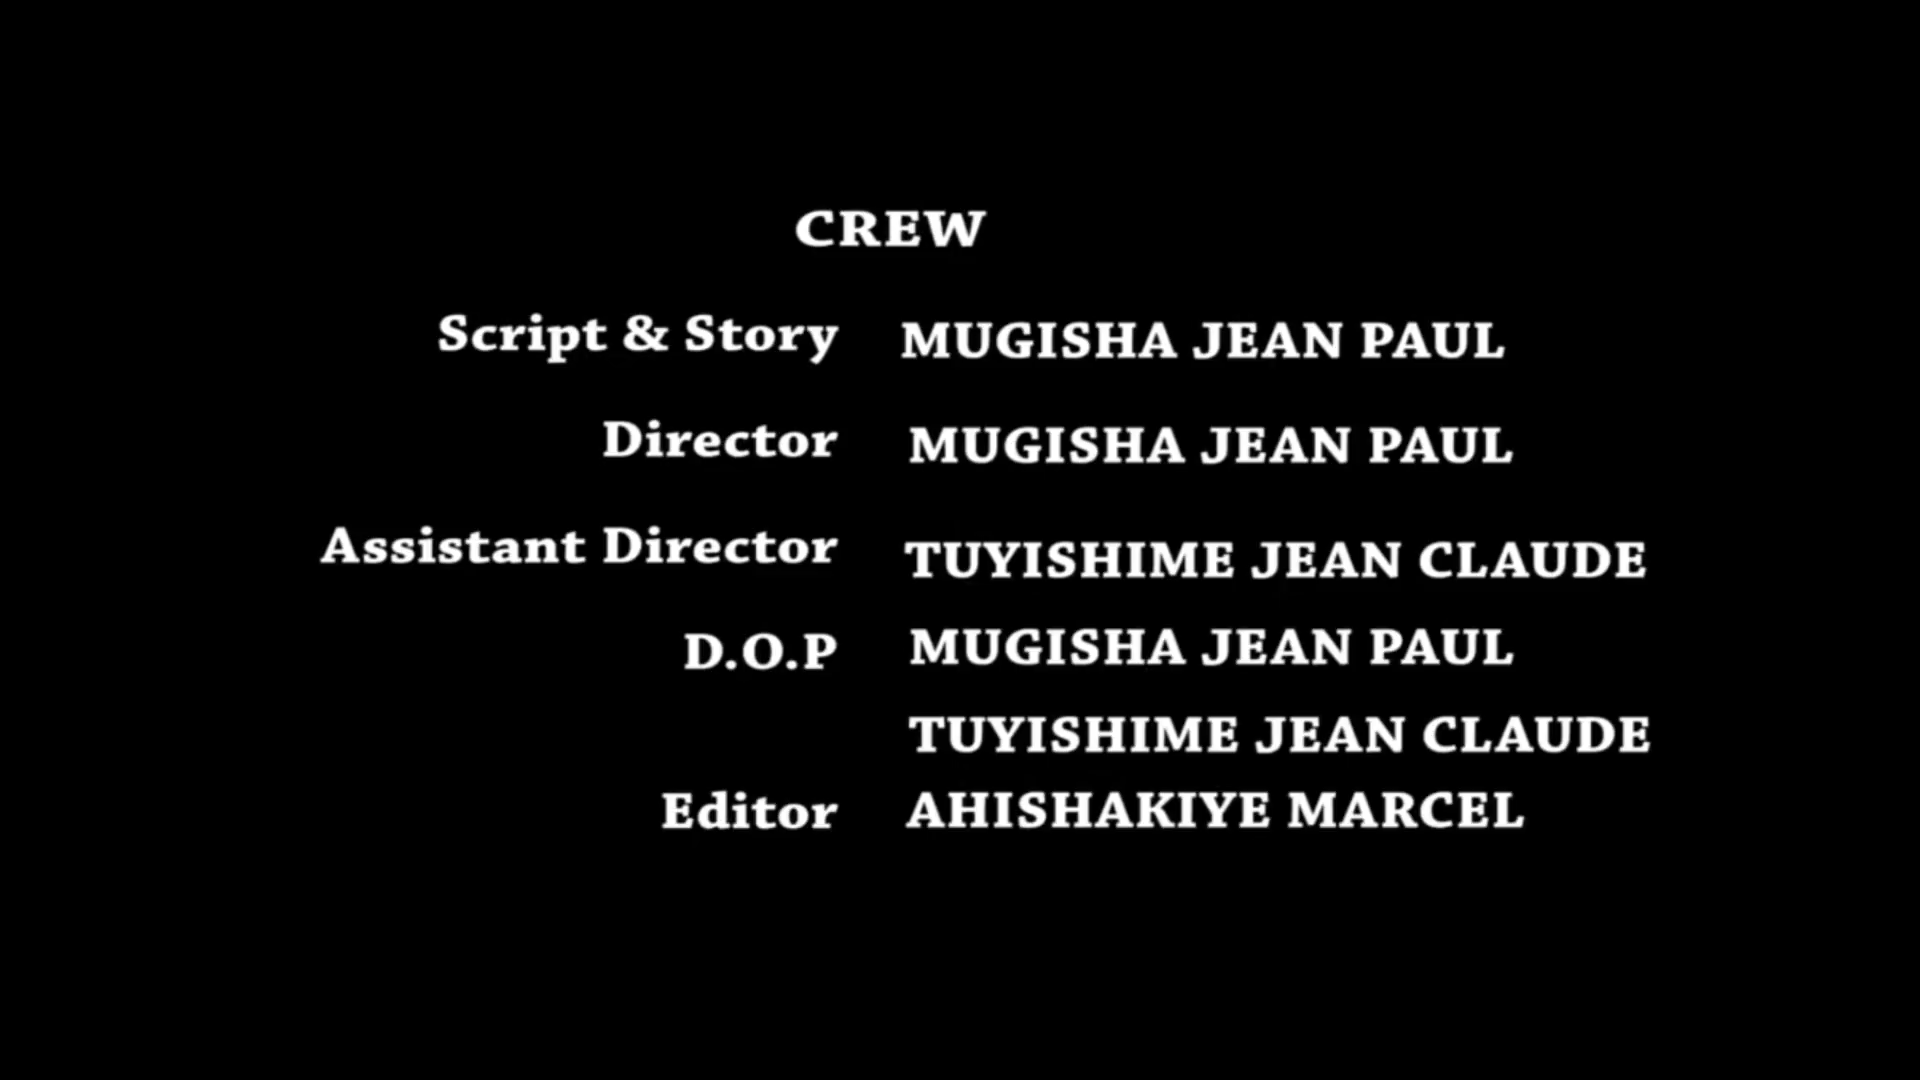 CREW
Script & Story MUGISHA JEAN PAUL
Director MUGISHA JEAN PAUL
Assistant Director TUYISHIME JEAN CLAUDE
D.O.P MUGISHA JEAN PAUL
TUYISHIME JEAN CLAUDE
Editor AHISHAKIYE MARCEL